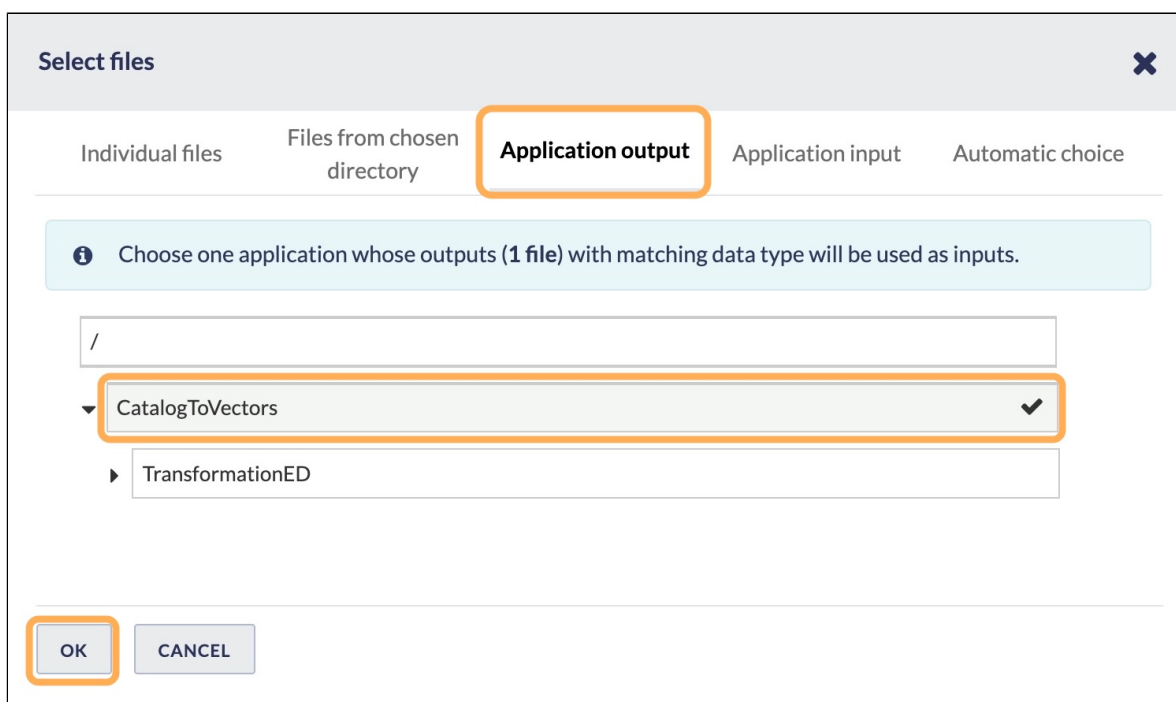 Select files
Individual files
Files from chosen
directory
Application output
Application input
Automatic choice
Choose one application whose outputs (1 file) with matching data type will be used as inputs.
/
CatalogToVectors
TransformationED
OK
CANCEL